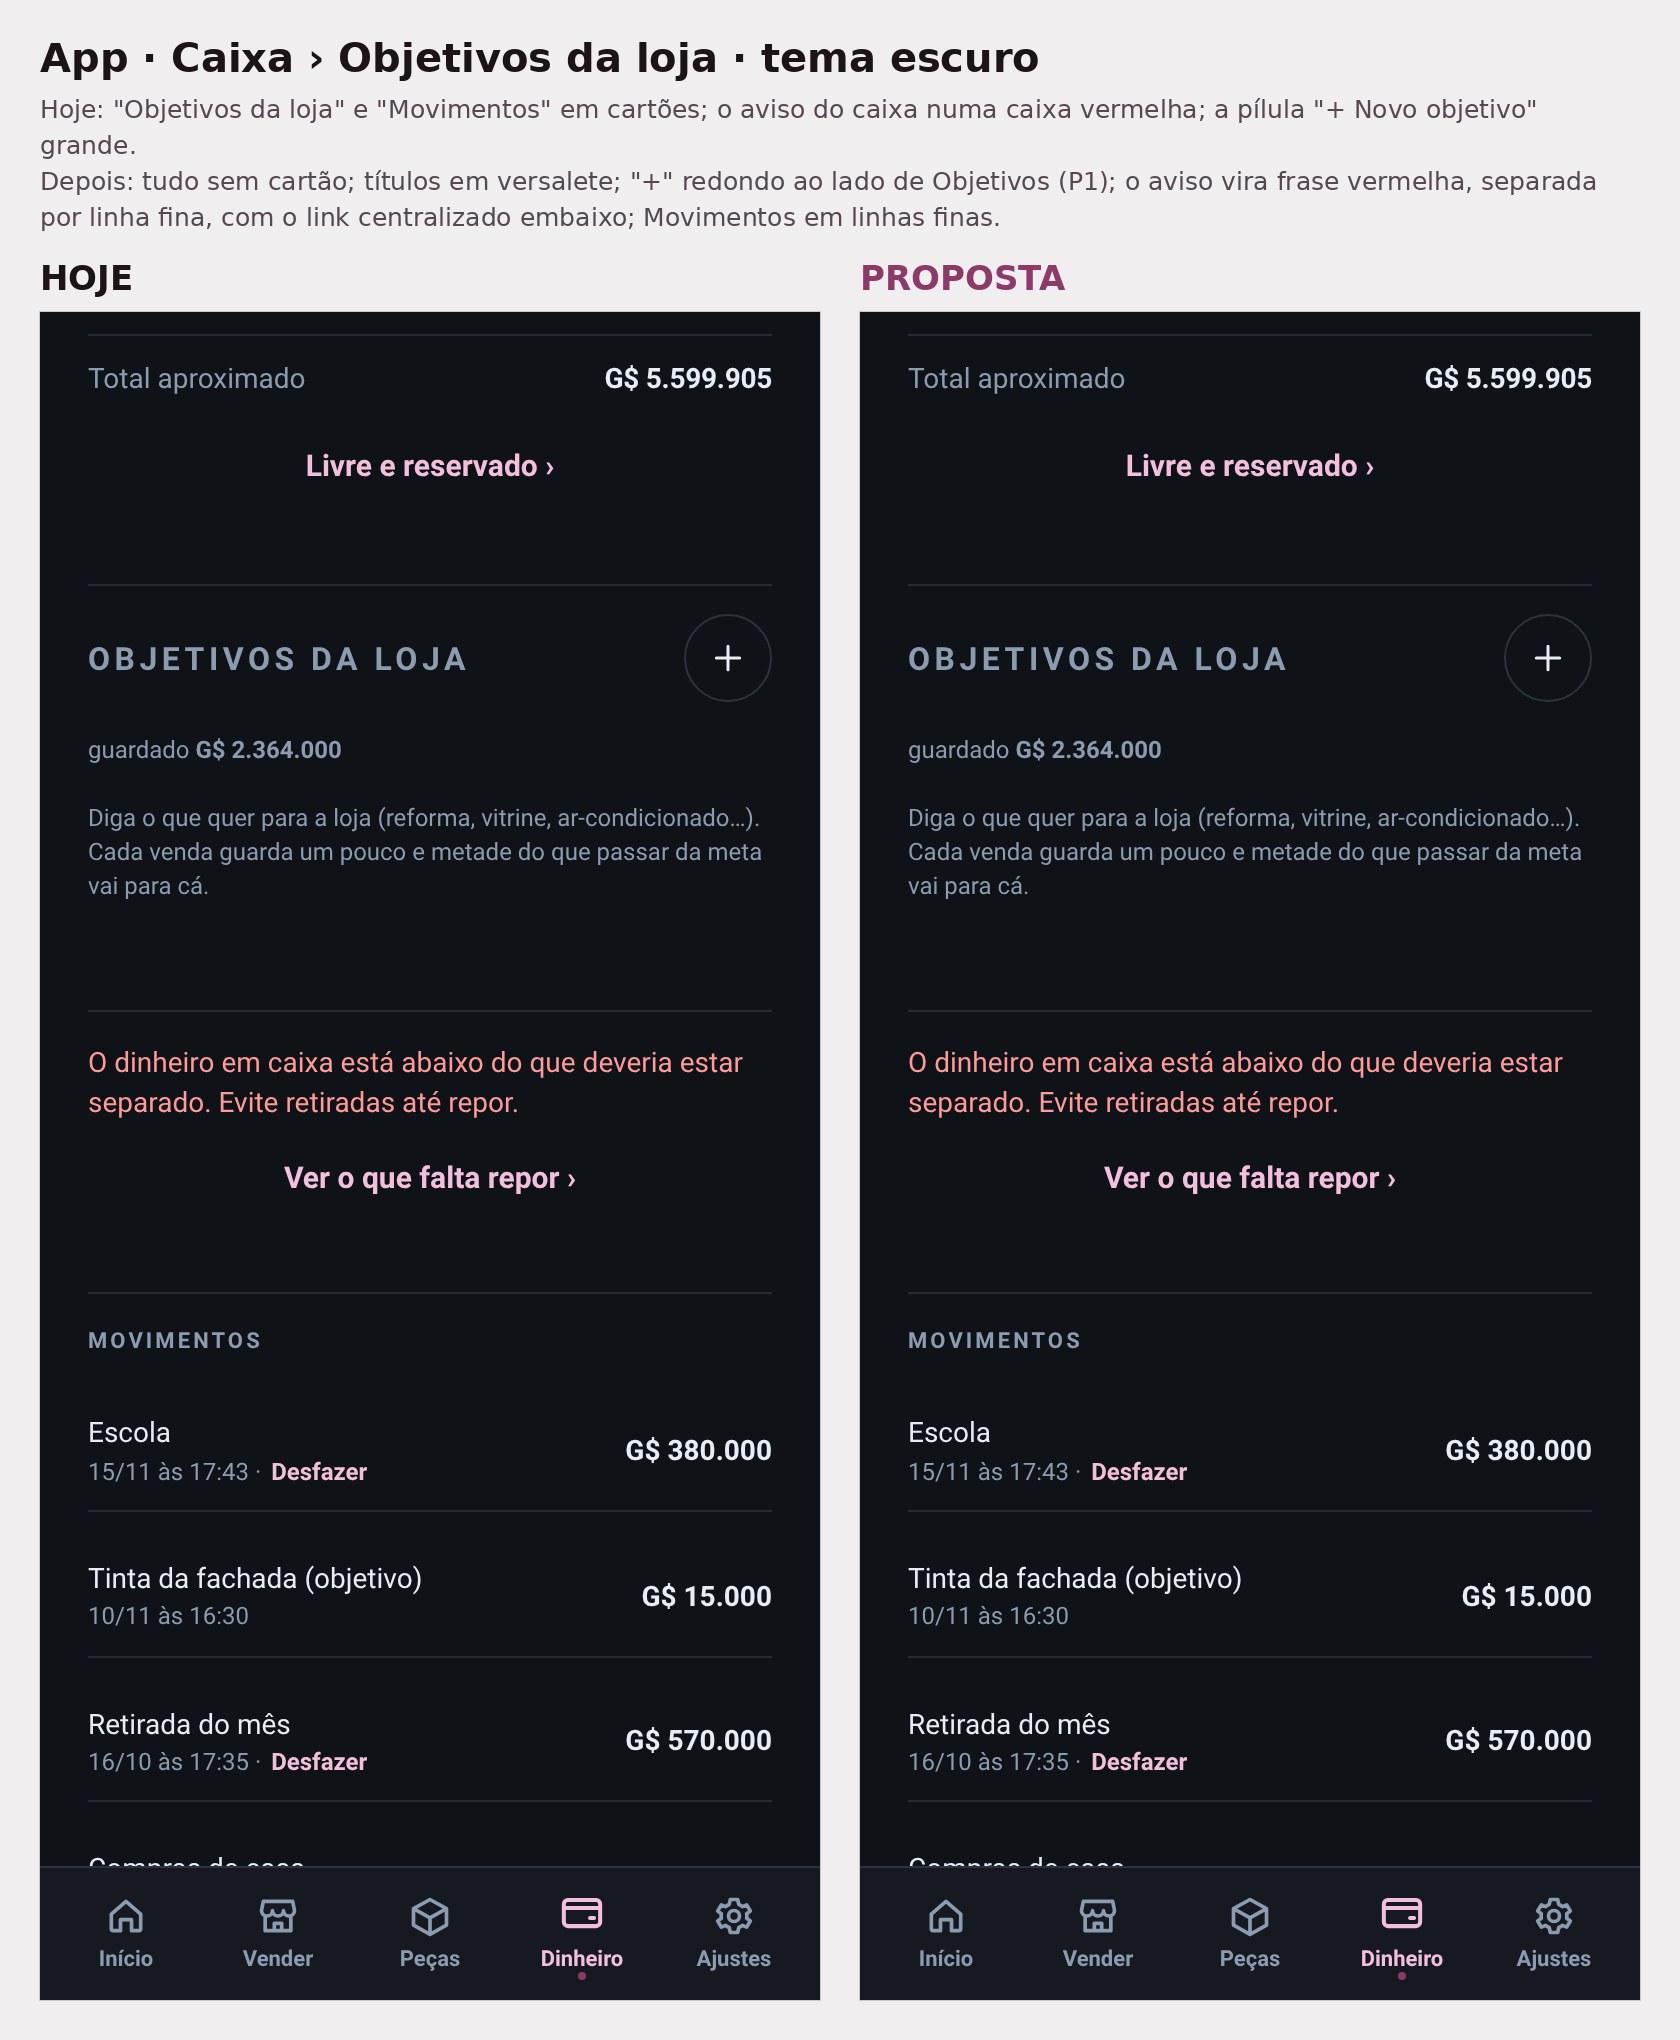 App · Caixa › Objetivos da loja · tema escuro
Hoje: "Objetivos da loja" e "Movimentos" em cartões; o aviso do caixa numa caixa vermelha; a pílula "+ Novo objetivo"
grande.
Depois: tudo sem cartão; títulos em versalete; "+" redondo ao lado de Objetivos (P1); o aviso vira frase vermelha, separada
por linha fina, com o link centralizado embaixo; Movimentos em linhas finas.
HOJE
Total aproximado G$ 5.599.905
Livre e reservado ›
OBJETIVOS DA LOJA +
guardado G$ 2.364.000
Diga o que quer para a loja (reforma, vitrine, ar-condicionado…).
Cada venda guarda um pouco e metade do que passar da meta
vai para cá.
O dinheiro em caixa está abaixo do que deveria estar
separado. Evite retiradas até repor.
Ver o que falta repor ›
MOVIMENTOS
Escola G$ 380.000
15/11 às 17:43 · Desfazer
Tinta da fachada (objetivo) G$ 15.000
10/11 às 16:30
Retirada do mês G$ 570.000
16/10 às 17:35 · Desfazer
Início Vender Peças Dinheiro Ajustes
PROPOSTA
Total aproximado G$ 5.599.905
Livre e reservado ›
OBJETIVOS DA LOJA +
guardado G$ 2.364.000
Diga o que quer para a loja (reforma, vitrine, ar-condicionado…).
Cada venda guarda um pouco e metade do que passar da meta
vai para cá.
O dinheiro em caixa está abaixo do que deveria estar
separado. Evite retiradas até repor.
Ver o que falta repor ›
MOVIMENTOS
Escola G$ 380.000
15/11 às 17:43 · Desfazer
Tinta da fachada (objetivo) G$ 15.000
10/11 às 16:30
Retirada do mês G$ 570.000
16/10 às 17:35 · Desfazer
Início Vender Peças Dinheiro Ajustes